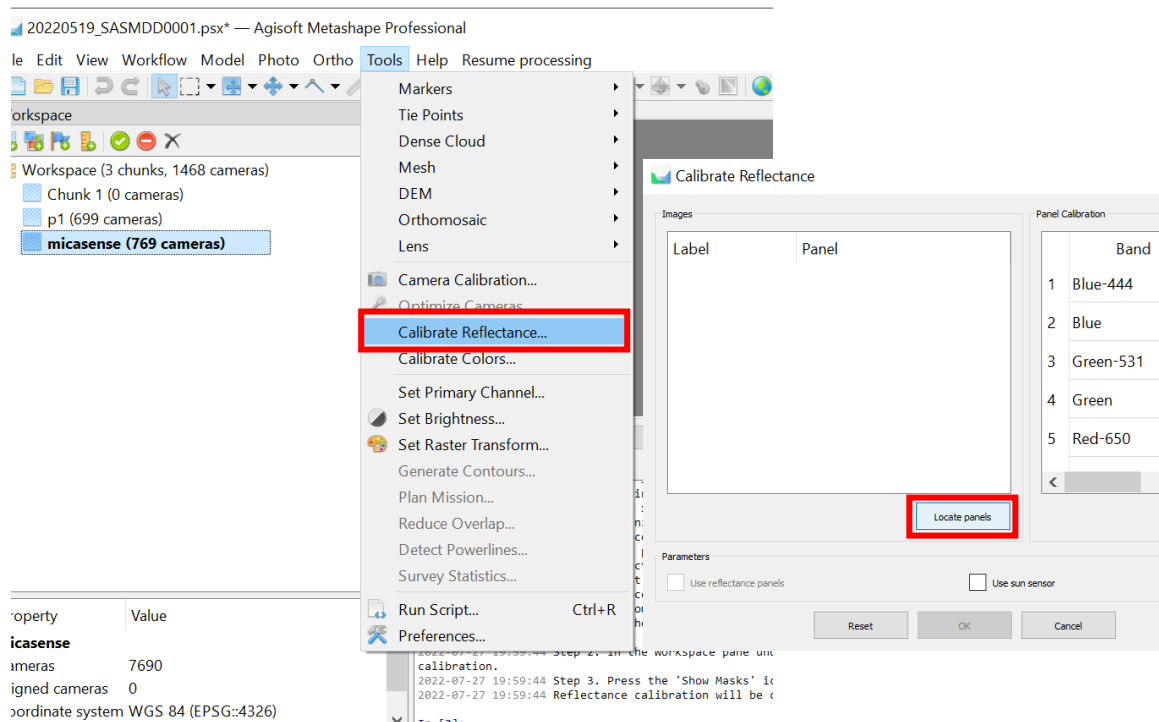 20220519_SASMDD0001.psx* — Agisoft Metashape Professional
le Edit View Workflow Model Photo Ortho Tools Help Resume processing
orkspace
Workspace (3 chunks, 1468 cameras)
Chunk 1 (0 cameras)
p1 (699 cameras)
micasense (769 cameras)
Markers
Tie Points
Dense Cloud
Mesh
DEM
Orthomosaic
Lens
Camera Calibration...
Optimize Cameras...
Calibrate Reflectance...
Calibrate Colors...
Set Primary Channel...
Set Brightness...
Set Raster Transform...
Generate Contours...
Plan Mission...
Reduce Overlap...
Detect Powerlines...
Survey Statistics...
Run Script... Ctrl+R
Preferences...
Calibrate Reflectance
Images
Label Panel
Locate panels
Panel Calibration
Band
1 Blue-444
2 Blue
3 Green-531
4 Green
5 Red-650
Parameters
Use reflectance panels
Use sun sensor
Reset OK Cancel
roperty Value
icasense
ameras 7690
igned cameras 0
oordinate system WGS 84 (EPSG::4326)
2022-07-27 19:59:44 Step 2. In the workspace pane un
calibration.
2022-07-27 19:59:44 Step 3. Press the 'Show Masks' ic
2022-07-27 19:59:44 Reflectance calibration will be